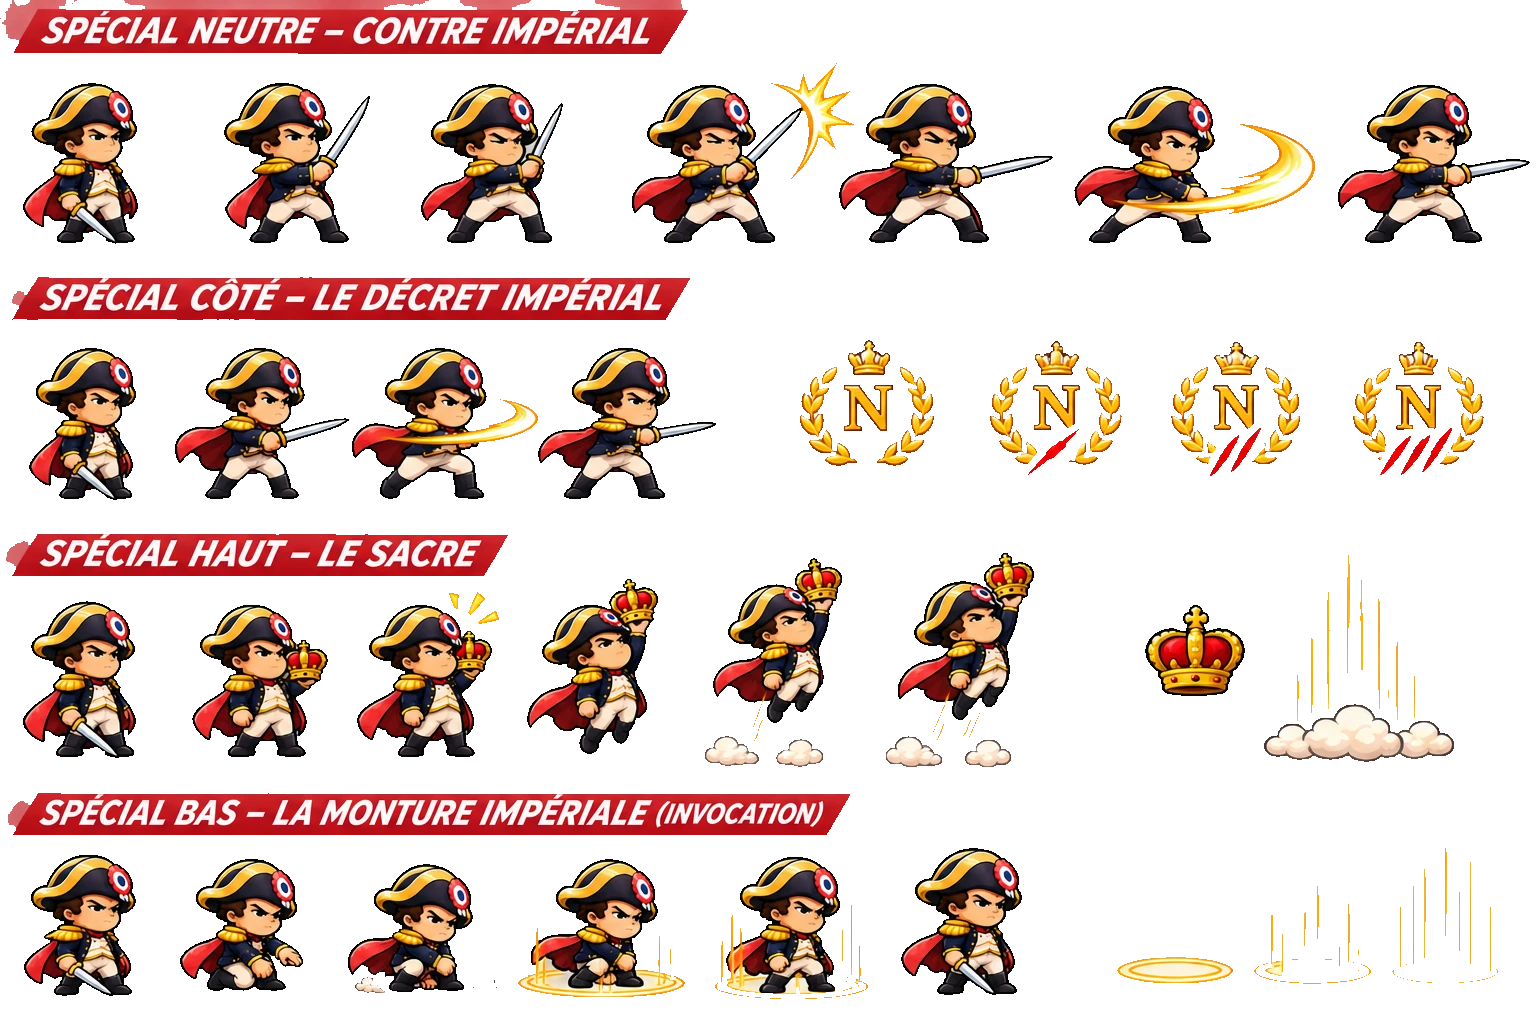 SPÉCIAL NEUTRE – CONTRE IMPÉRIAL
SPÉCIAL CÔTÉ – LE DÉCRET IMPÉRIAL
N N N N
SPÉCIAL HAUT – LE SACRE
SPÉCIAL BAS – LA MONTURE IMPÉRIALE (INVOCATION)